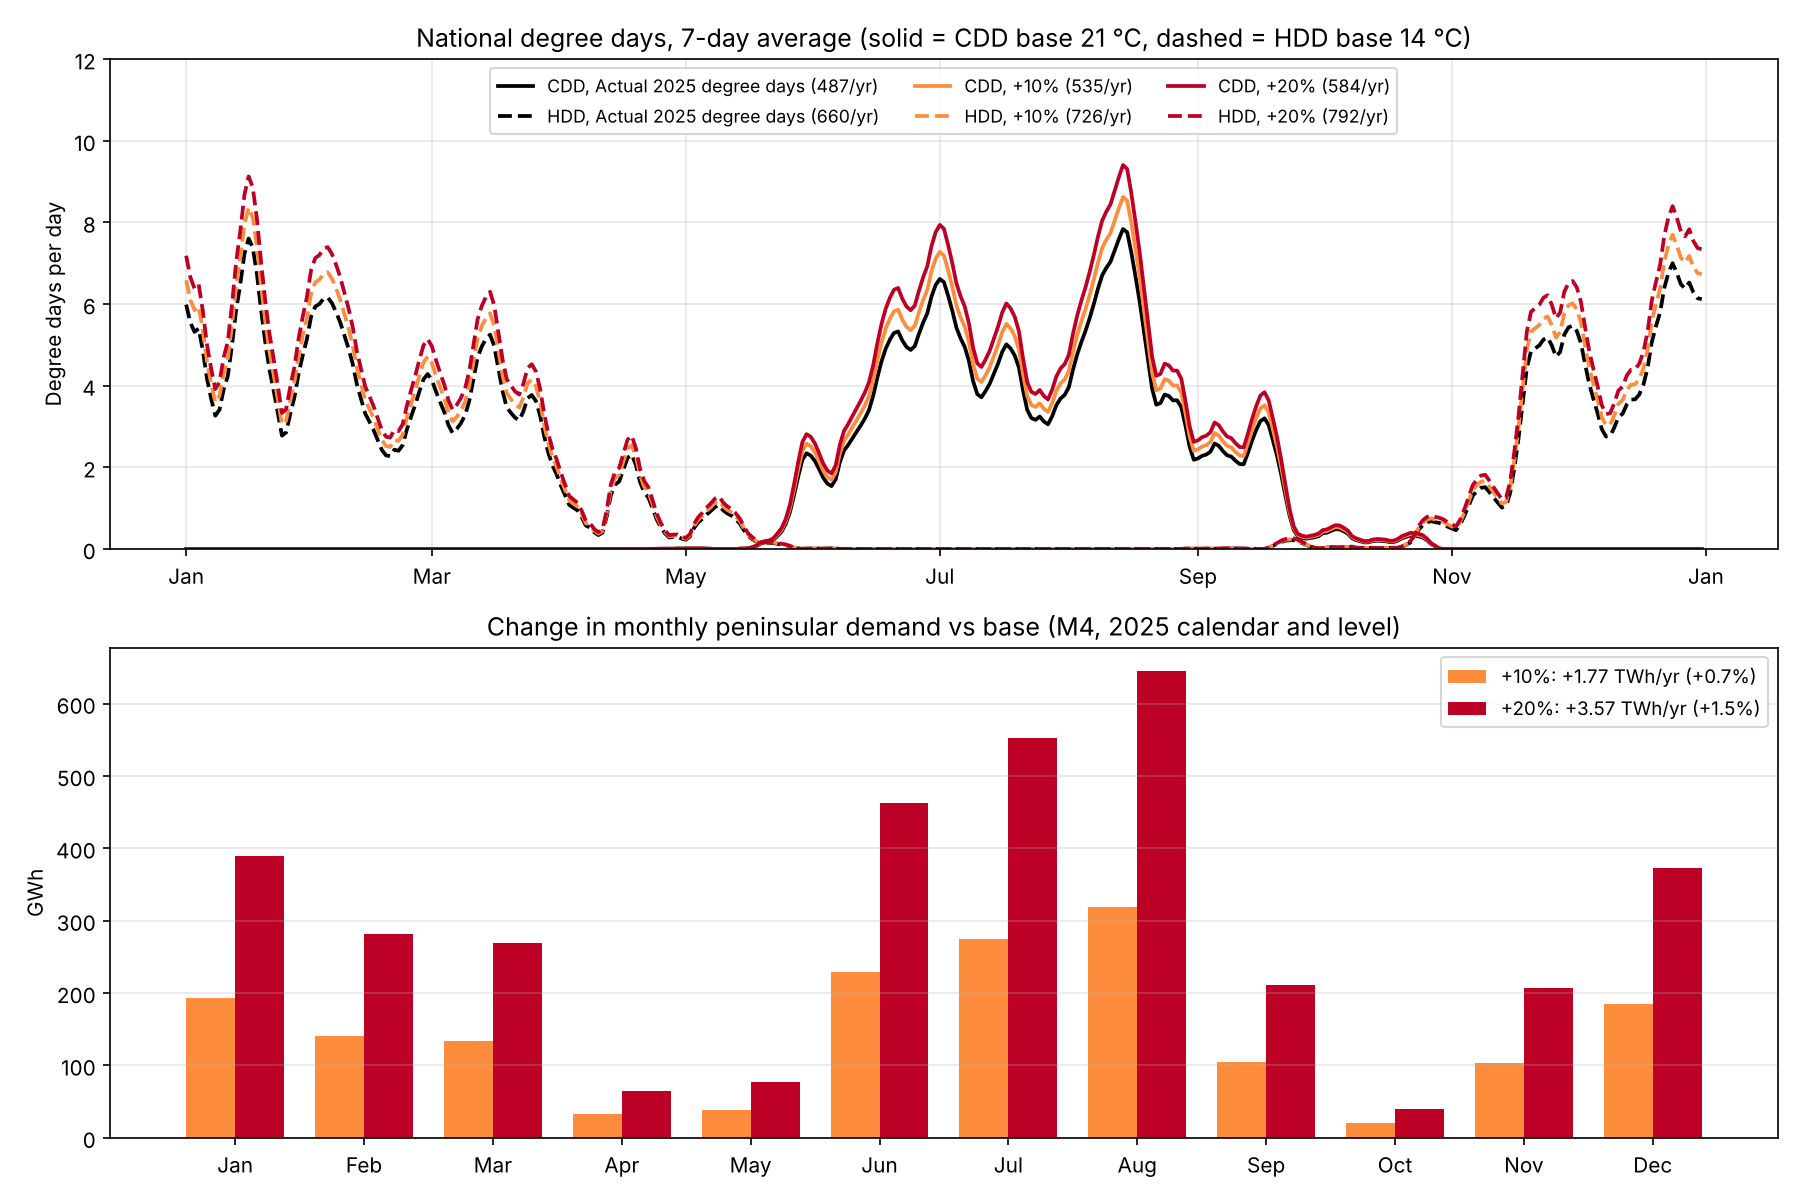 National degree days, 7-day average (solid = CDD base 21 °C, dashed = HDD base 14 °C)
CDD, Actual 2025 degree days (487/yr)
HDD, Actual 2025 degree days (660/yr)
CDD, +10% (535/yr)
HDD, +10% (726/yr)
CDD, +20% (584/yr)
HDD, +20% (792/yr)
Degree days per day
12
10
8
6
4
2
0
Jan Mar May Jul Sep Nov Jan
Change in monthly peninsular demand vs base (M4, 2025 calendar and level)
+10%: +1.77 TWh/yr (+0.7%)
+20%: +3.57 TWh/yr (+1.5%)
GWh
600
500
400
300
200
100
0
Jan Feb Mar Apr May Jun Jul Aug Sep Oct Nov Dec